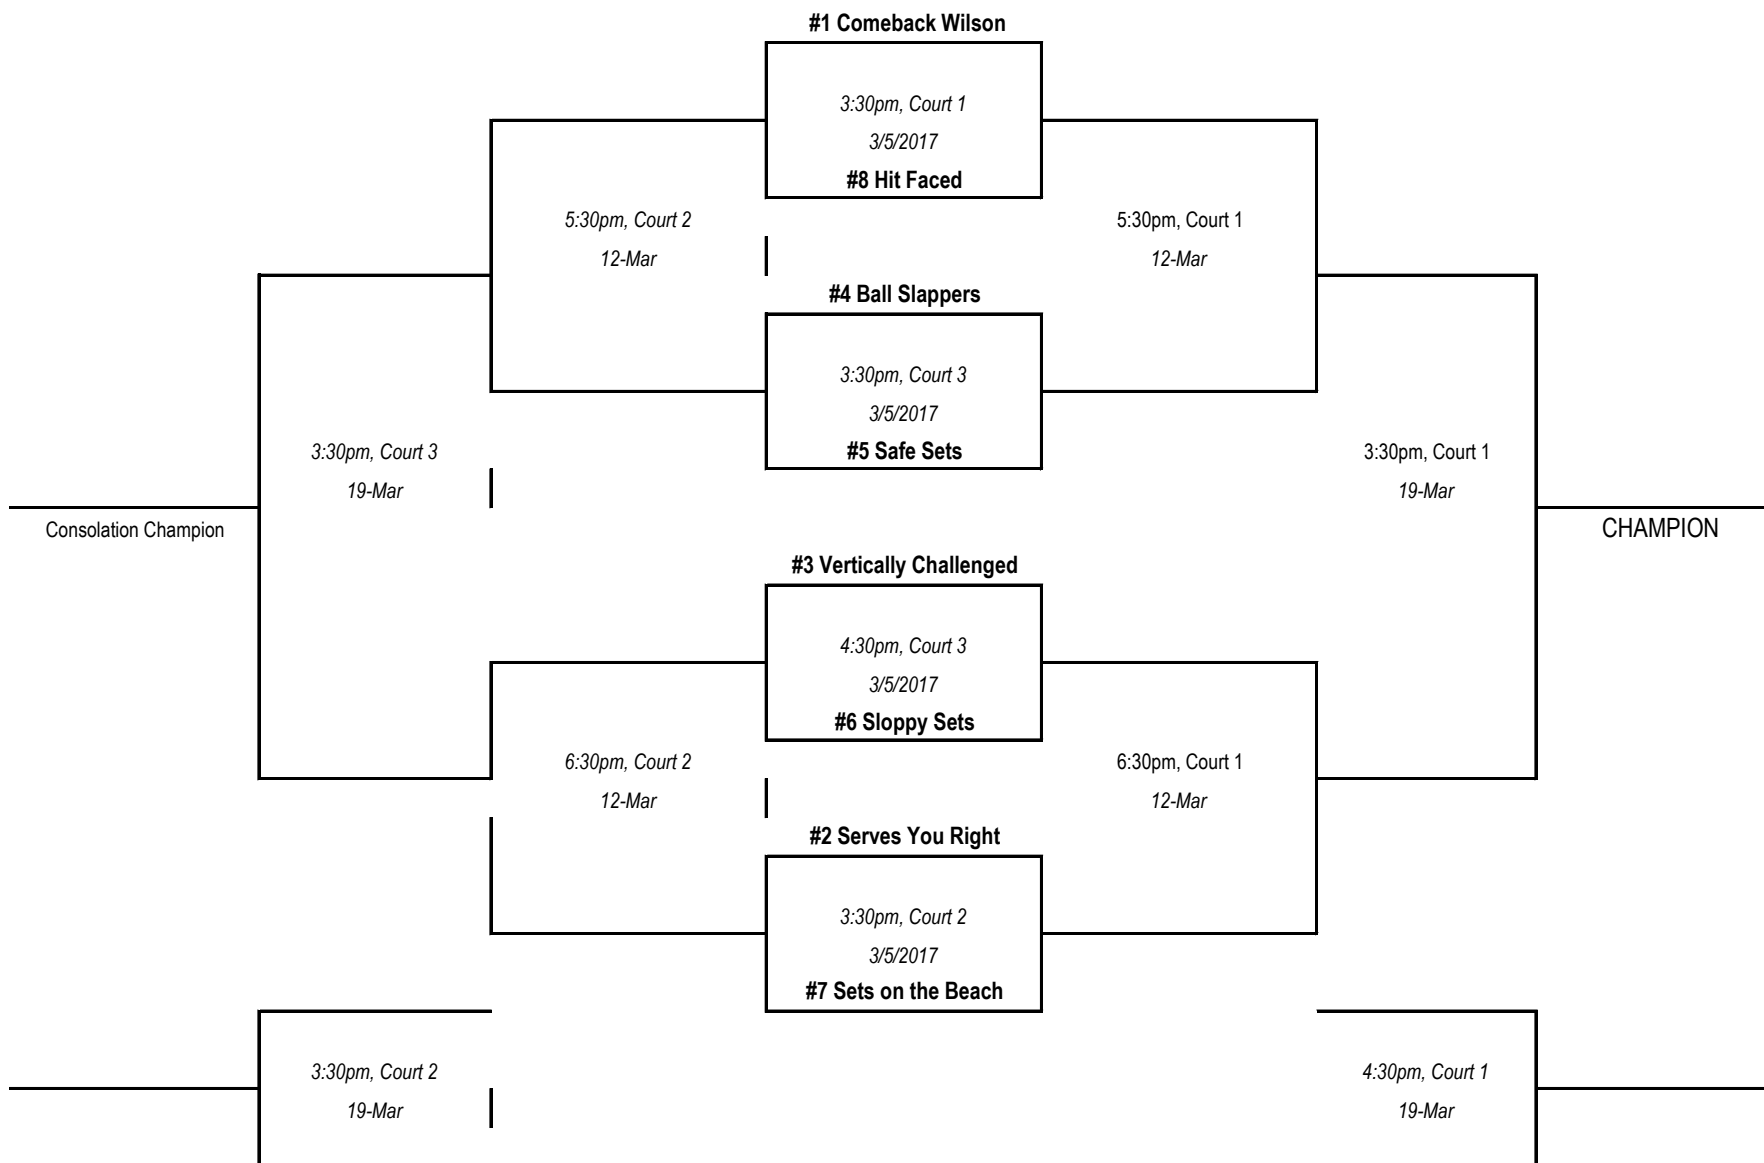 #1 Comeback Wilson
3:30pm, Court 1
3/5/2017
#8 Hit Faced
5:30pm, Court 2
12-Mar
5:30pm, Court 1
12-Mar
#4 Ball Slappers
3:30pm, Court 3
3/5/2017
#5 Safe Sets
3:30pm, Court 3
19-Mar
3:30pm, Court 1
19-Mar
Consolation Champion
CHAMPION
#3 Vertically Challenged
4:30pm, Court 3
3/5/2017
#6 Sloppy Sets
6:30pm, Court 2
12-Mar
6:30pm, Court 1
12-Mar
#2 Serves You Right
3:30pm, Court 2
3/5/2017
#7 Sets on the Beach
3:30pm, Court 2
19-Mar
4:30pm, Court 1
19-Mar